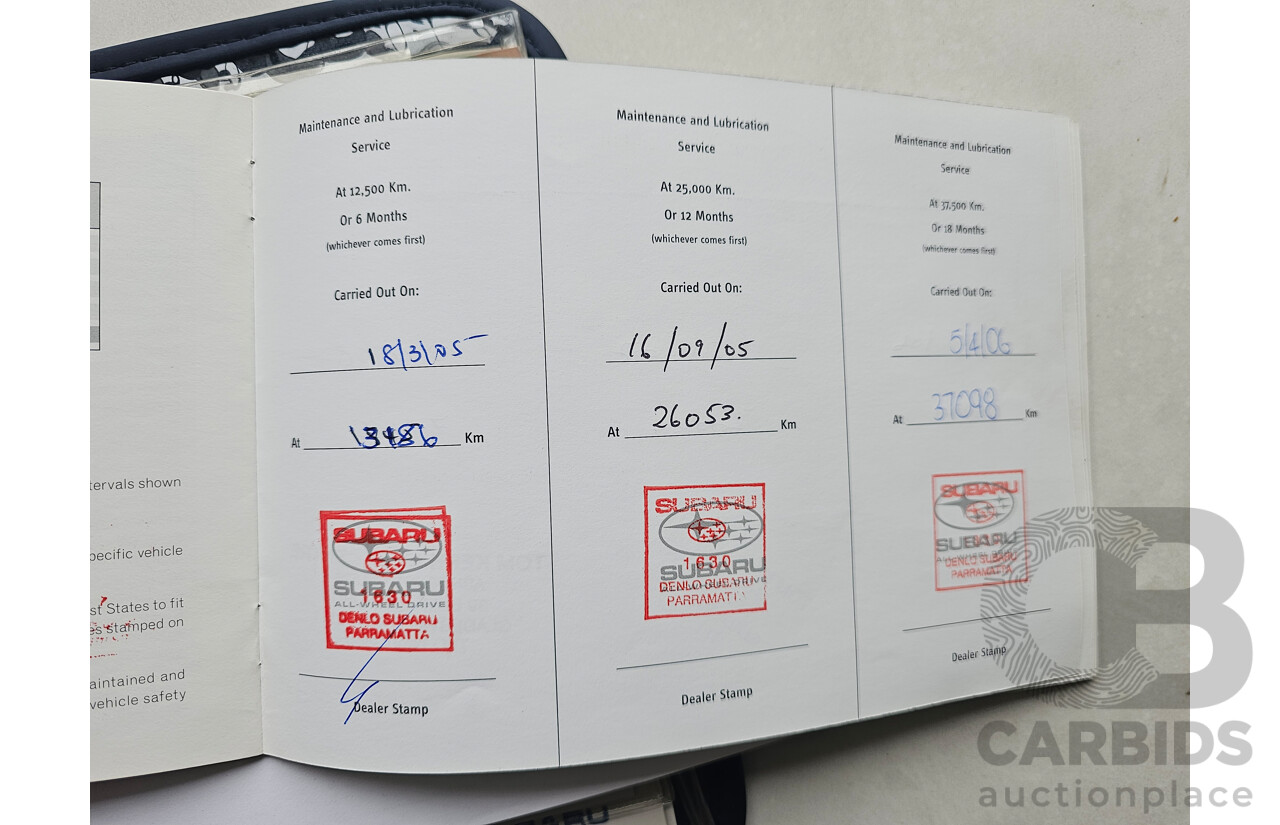 tervals shown
pecific vehicle
st States to fit
es stamped on
aintained and
vehicle safety
Maintenance and Lubrication
Service
At 12,500 Km.
Or 6 Months
(whichever comes first)
Carried Out On:
18/3/05
At Km
SUBARU
SUBARU
1630
ALL-WHEEL DRIVE
DENLO SUBARU
PARRAMATTA
Dealer Stamp
Maintenance and Lubrication
Service
At 25,000 Km.
Or 12 Months
(whichever comes first)
Carried Out On:
16/09/05
At 26053. Km
SUBARU
1630
SUBARU
DENLO SUBARU
PARRAMATT
Dealer Stamp
Maintenance and Lubrication
Service
At 37,500 Km.
Or 18 Months
(whichever comes first)
Carried Out On:
5/4/06
At 37098 Km
SUBARU
SUBARU
DENLO SUBARU
PARRAMATTA
Dealer Stamp
CB
CARBIDS
auctionplace